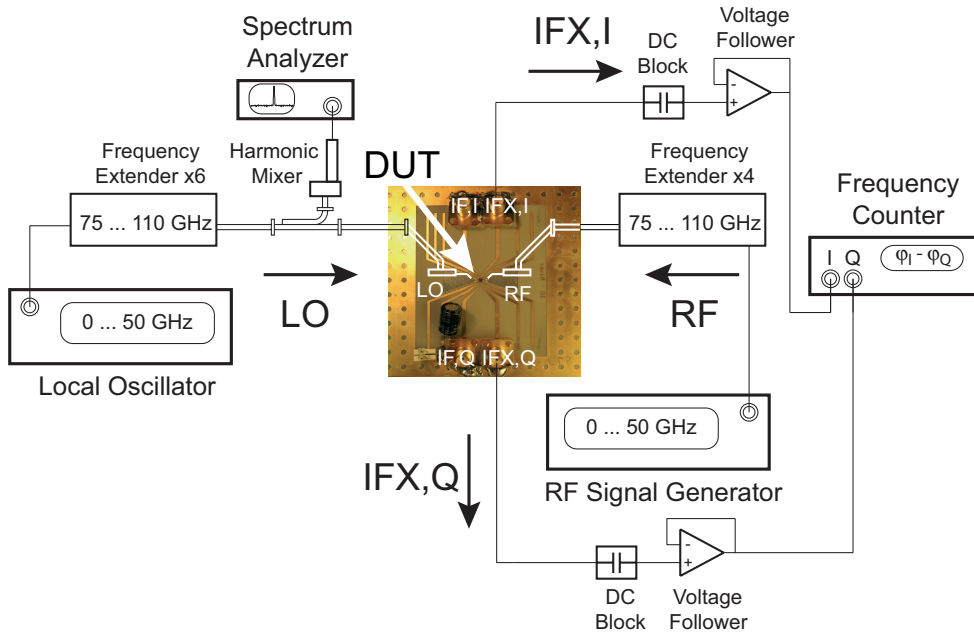 Spectrum
Analyzer
IFX,I
DC
Block
Voltage
Follower
-
+
Frequency
Extender x6
Harmonic
Mixer
DUT
Frequency
Extender x4
Frequency
Counter
75 ... 110 GHz
IF,I IFX,I
75 ... 110 GHz
I Q φI - φQ
LO
RF
LO
RF
0 ... 50 GHz
Local Oscillator
IF,Q IFX,Q
0 ... 50 GHz
RF Signal Generator
IFX,Q
-
+
DC
Block
Voltage
Follower